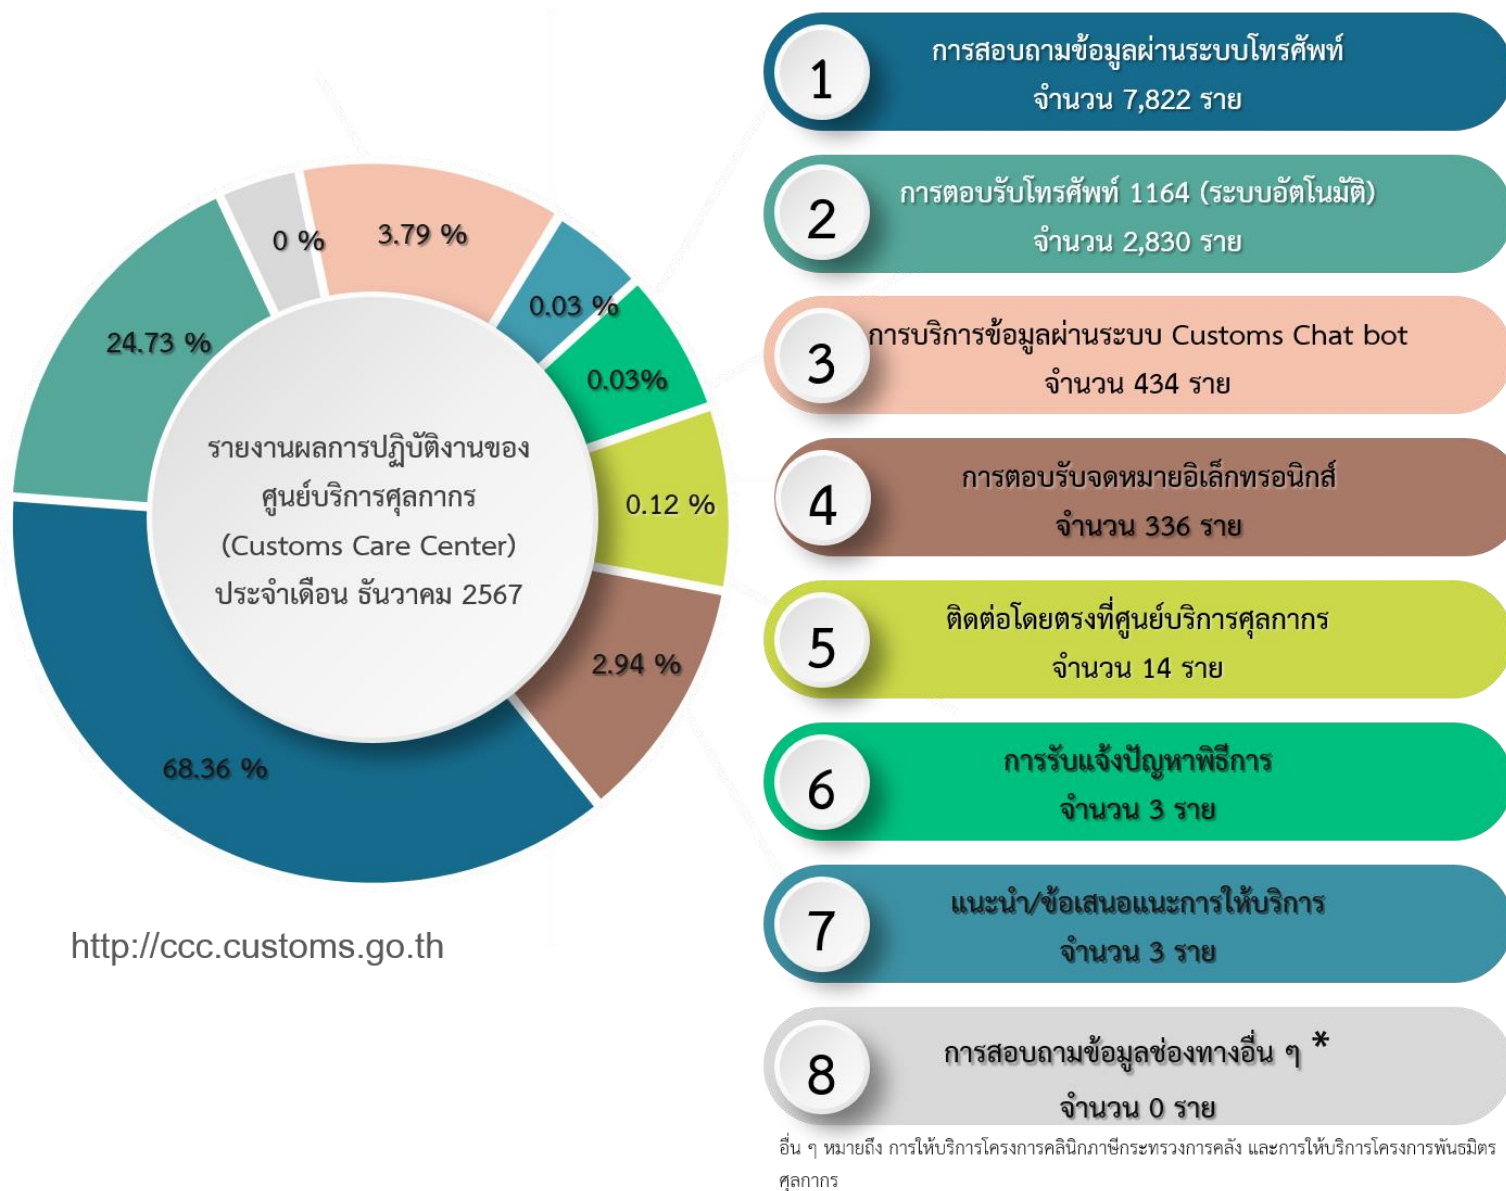 1
การสอบถามข้อมูลผ่านระบบโทรศัพท์
จำนวน 7,822 ราย
2
การตอบรับโทรศัพท์ 1164 (ระบบอัตโนมัติ)
จำนวน 2,830 ราย
3
การบริการข้อมูลผ่านระบบ Customs Chat bot
จำนวน 434 ราย
4
การตอบรับจดหมายอิเล็กทรอนิกส์
จำนวน 336 ราย
5
ติดต่อโดยตรงที่ศูนย์บริการศุลกากร
จำนวน 14 ราย
6
การรับแจ้งปัญหาพิธีการ
จำนวน 3 ราย
7
แนะนำ/ข้อเสนอแนะการให้บริการ
จำนวน 3 ราย
8
การสอบถามข้อมูลช่องทางอื่น ๆ *
จำนวน 0 ราย
อื่น ๆ หมายถึง การให้บริการโครงการคลินิกภาษีกระทรวงการคลัง และการให้บริการโครงการพันธมิตร
ศุลกากร
0 %
3.79 %
0.03 %
0.03%
0.12 %
2.94 %
68.36 %
24.73 %
รายงานผลการปฏิบัติงานของ
ศูนย์บริการศุลกากร
(Customs Care Center)
ประจำเดือน ธันวาคม 2567
http://ccc.customs.go.th